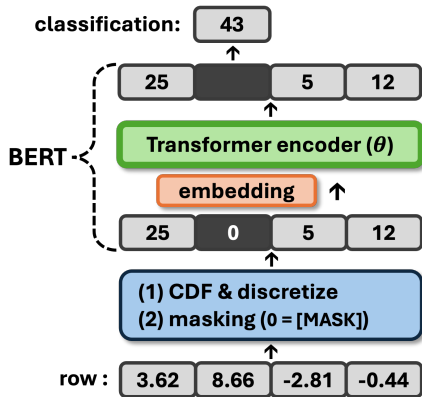 classification: 43
25 5 12
Transformer encoder (θ)
BERT
embedding
25 0 5 12
(1) CDF & discretize
(2) masking (0 = [MASK])
row : 3.62 8.66 -2.81 -0.44